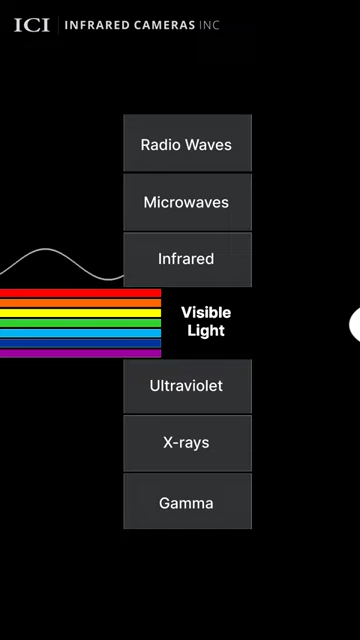 ICI INFRARED CAMERAS INC
Radio Waves
Microwaves
Infrared
Visible
Light
Ultraviolet
X-rays
Gamma